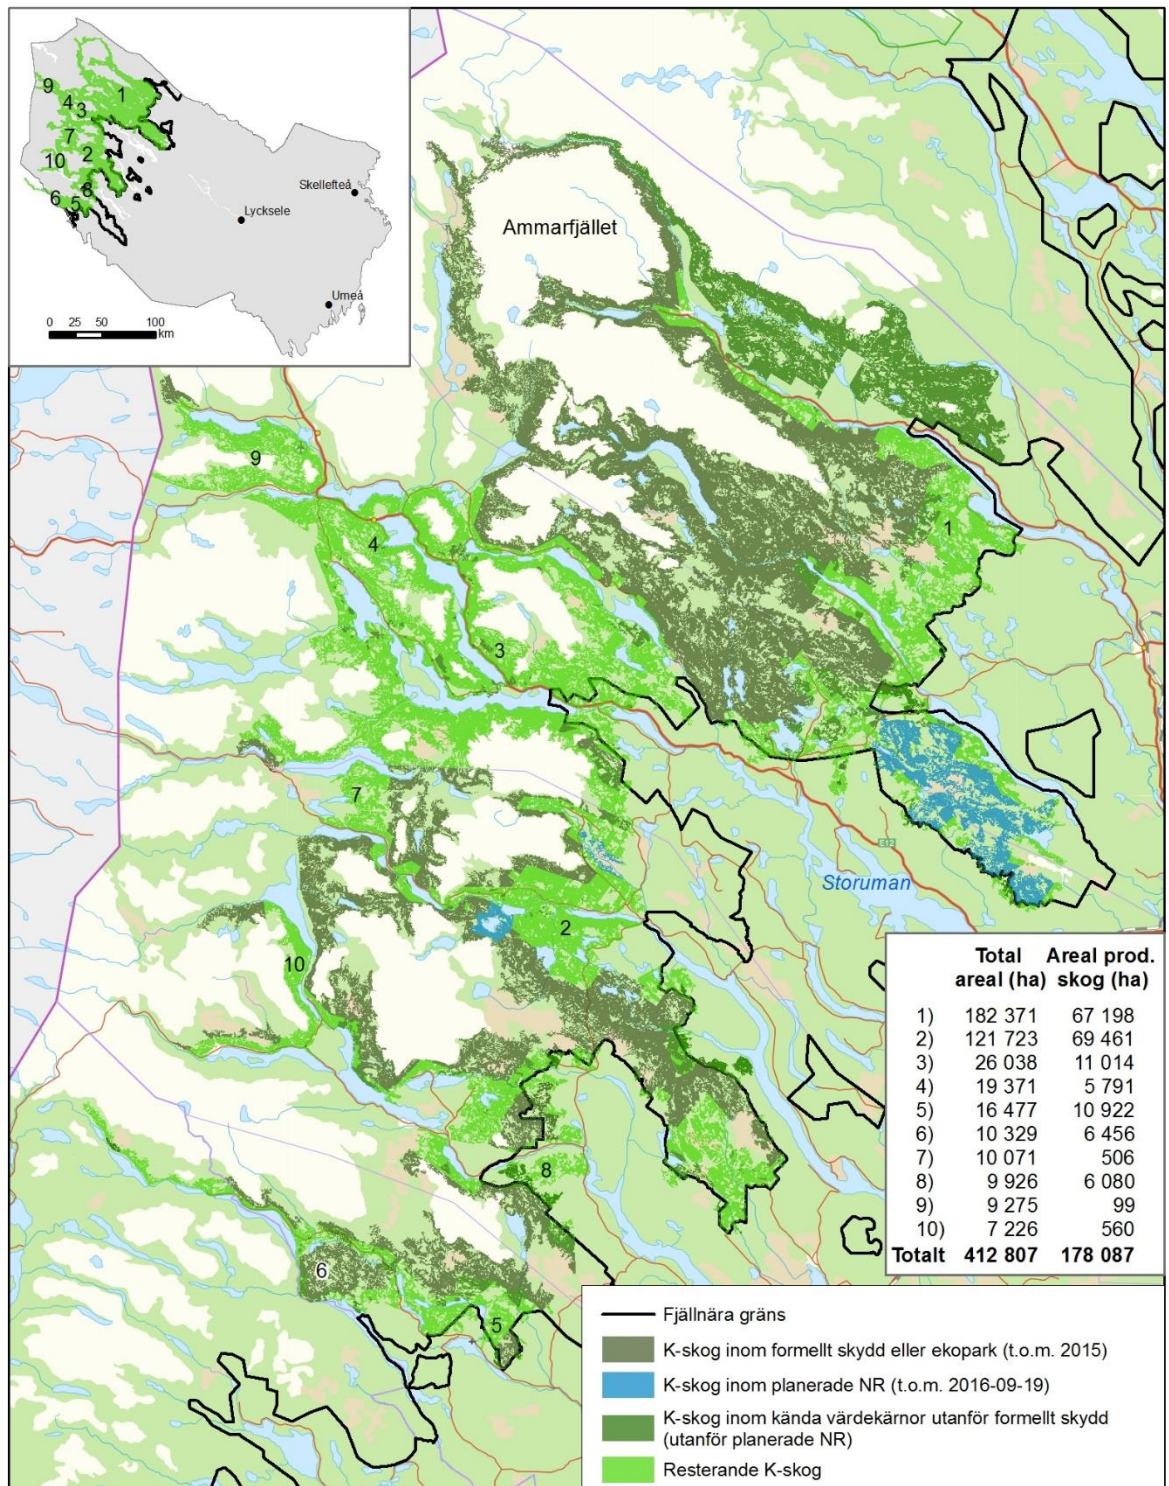 9
4
3
1
7
10
2
8
6
5
Skellefteå
Lycksele
Umeå
0 25 50 100
km
Ammarfjället
9
4
1
3
7
2
10
8
6
5
E12
Storuman
Total Areal prod.
areal (ha) skog (ha)
1) 182 371 67 198
2) 121 723 69 461
3) 26 038 11 014
4) 19 371 5 791
5) 16 477 10 922
6) 10 329 6 456
7) 10 071 506
8) 9 926 6 080
9) 9 275 99
10) 7 226 560
Totalt 412 807 178 087
Fjällnära gräns
K-skog inom formellt skydd eller ekopark (t.o.m. 2015)
K-skog inom planerade NR (t.o.m. 2016-09-19)
K-skog inom kända värdekärnor utanför formellt skydd
(utanför planerade NR)
Resterande K-skog